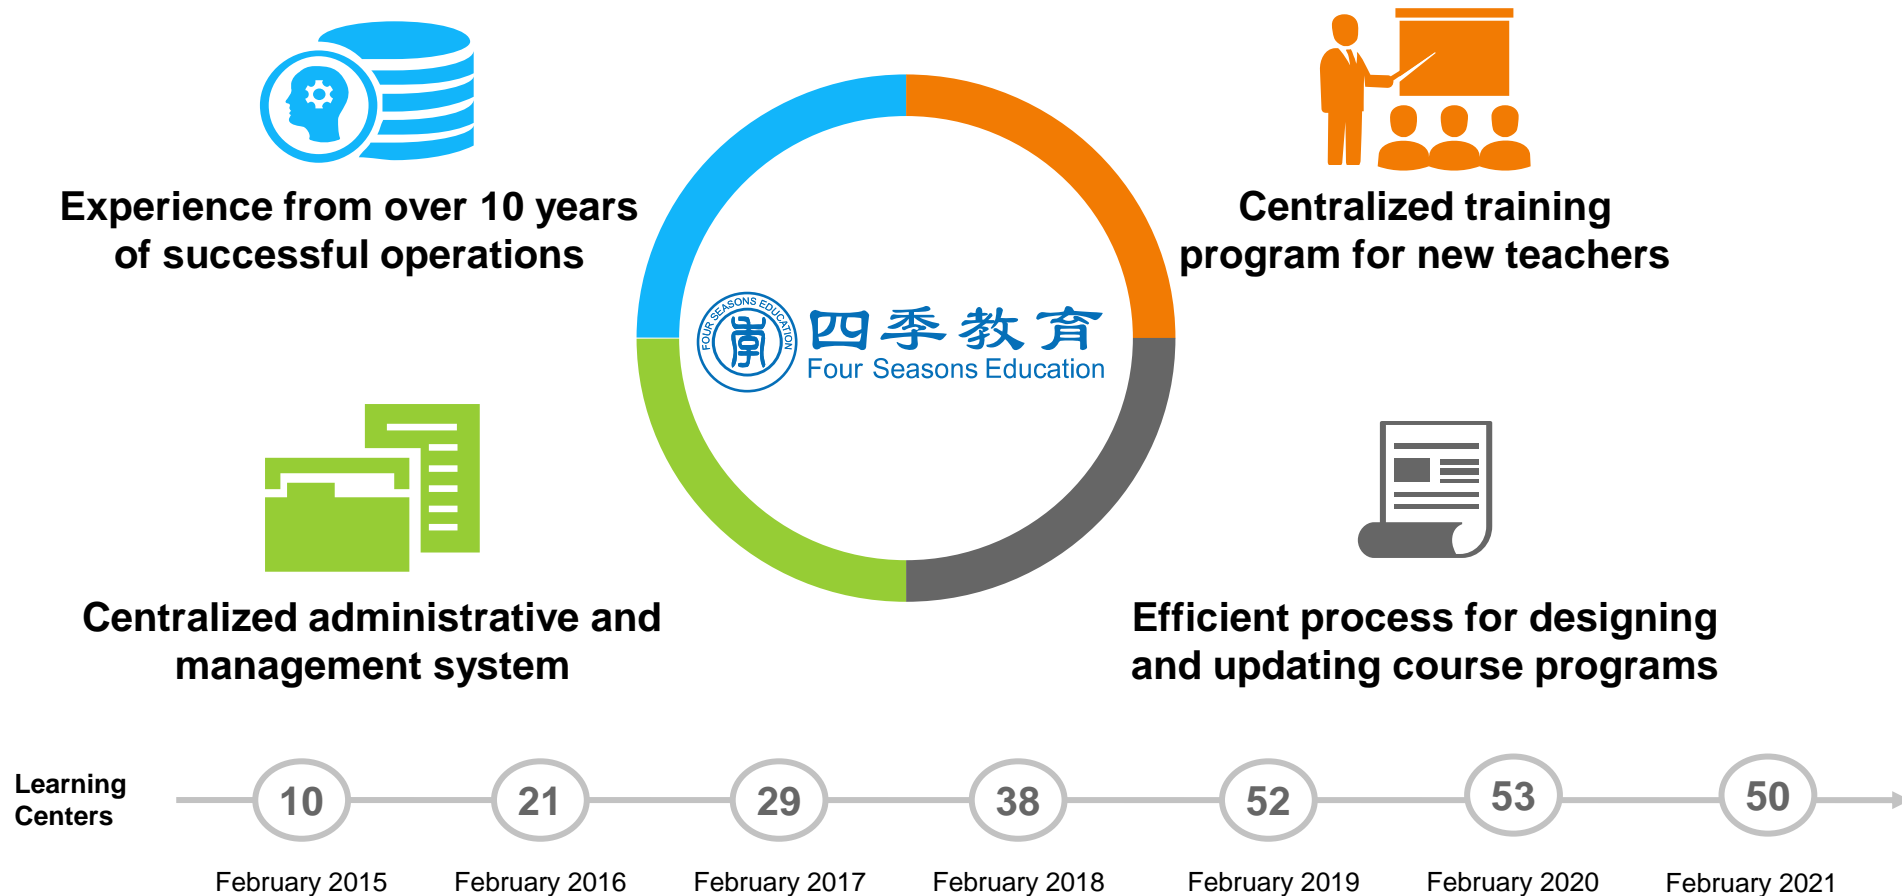 Experience from over 10 years
of successful operations
Centralized training
program for new teachers
FOUR SEASONS EDUCATION
四季教育
Four Seasons Education
Centralized administrative and
management system
Efficient process for designing
and updating course programs
Learning
Centers
10
21
29
38
52
53
50
February 2015
February 2016
February 2017
February 2018
February 2019
February 2020
February 2021